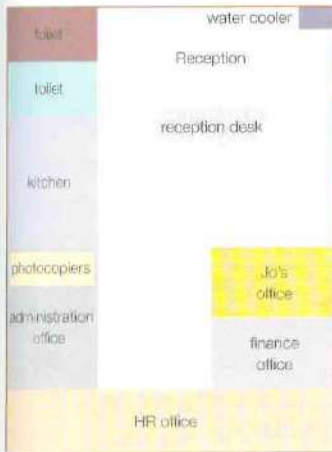 water cooler
toilet
Reception
toilet
reception desk
kitchen
photocopiers
Jo's
office
administration
office
finance
office
HR office